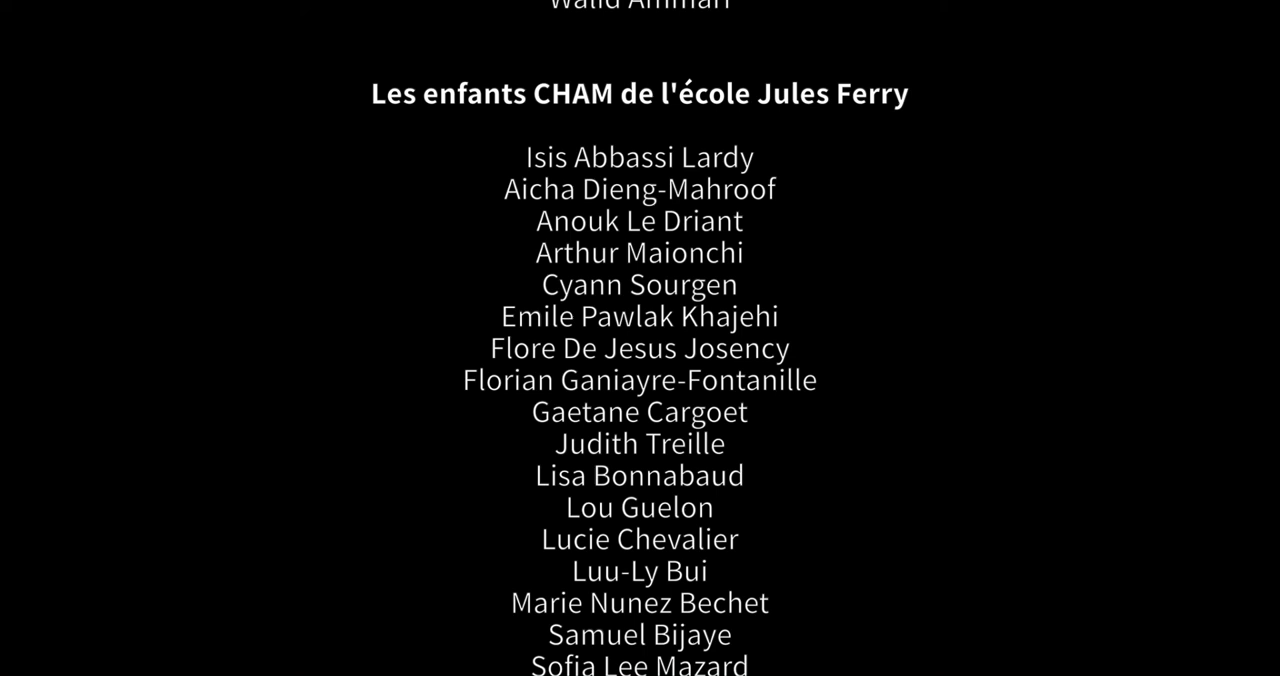 Walid Ammari
Les enfants CHAM de l'école Jules Ferry
Isis Abbassi Lardy
Aicha Dieng-Mahroof
Anouk Le Driant
Arthur Maionchi
Cyann Sourgen
Emile Pawlak Khajehi
Flore De Jesus Josency
Florian Ganiayre-Fontanille
Gaetane Cargoet
Judith Treille
Lisa Bonnabaud
Lou Guelon
Lucie Chevalier
Luu-Ly Bui
Marie Nunez Bechet
Samuel Bijaye
Sofia Lee Mazard